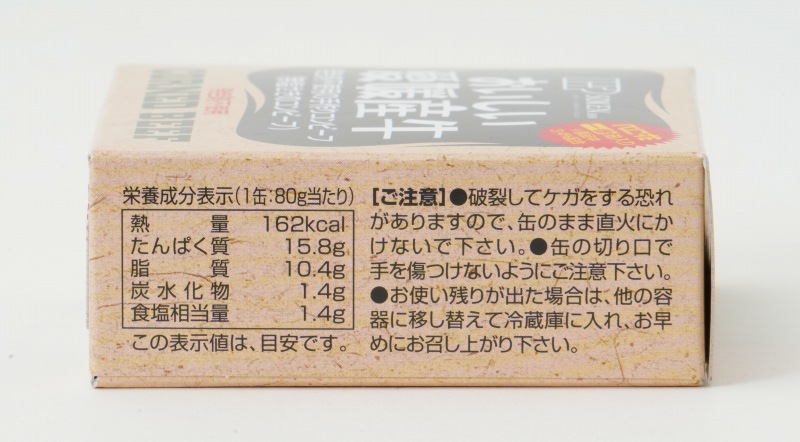 おいしい
国産牛
栄養成分表示(1缶:80g当たり)
熱量 162kcal
たんぱく質 15.8g
脂質 10.4g
炭水化物 1.4g
食塩相当量 1.4g
この表示値は、目安です。
【ご注意】●破裂してケガをする恐れ
がありますので、缶のまま直火にか
けないで下さい。●缶の切り口で
手を傷つけないようにご注意下さい。
●お使い残りが出た場合は、他の容
器に移し替えて冷蔵庫に入れ、お早
めにお召し上がり下さい。